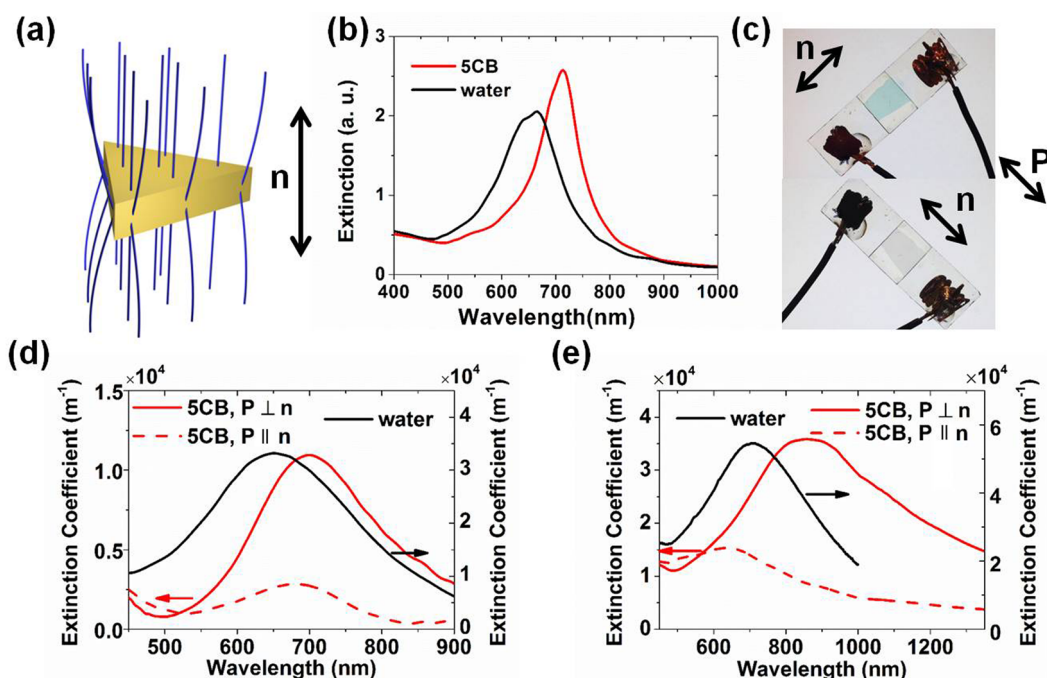 (a)
n
(b)
3
2
1
0
Extinction (a. u.)
5CB
water
400 500 600 700 800 900 1000
Wavelength(nm)
(c)
n
P
n
(d)
×10⁴
×10⁴
1.5
1.0
0.5
0.0
Extinction Coefficient (m⁻¹)
5CB, P ⊥ n
5CB, P ∥ n
water
4
3
2
1
0
Extinction Coefficient (m⁻¹)
450 500 600 700 800 900
Wavelength (nm)
(e)
×10⁴
×10⁴
4
3
2
1
0
Extinction Coefficient (m⁻¹)
water
5CB, P ⊥ n
5CB, P ∥ n
6
4
2
0
Extinction Coefficient (m⁻¹)
600 800 1000 1200
Wavelength (nm)